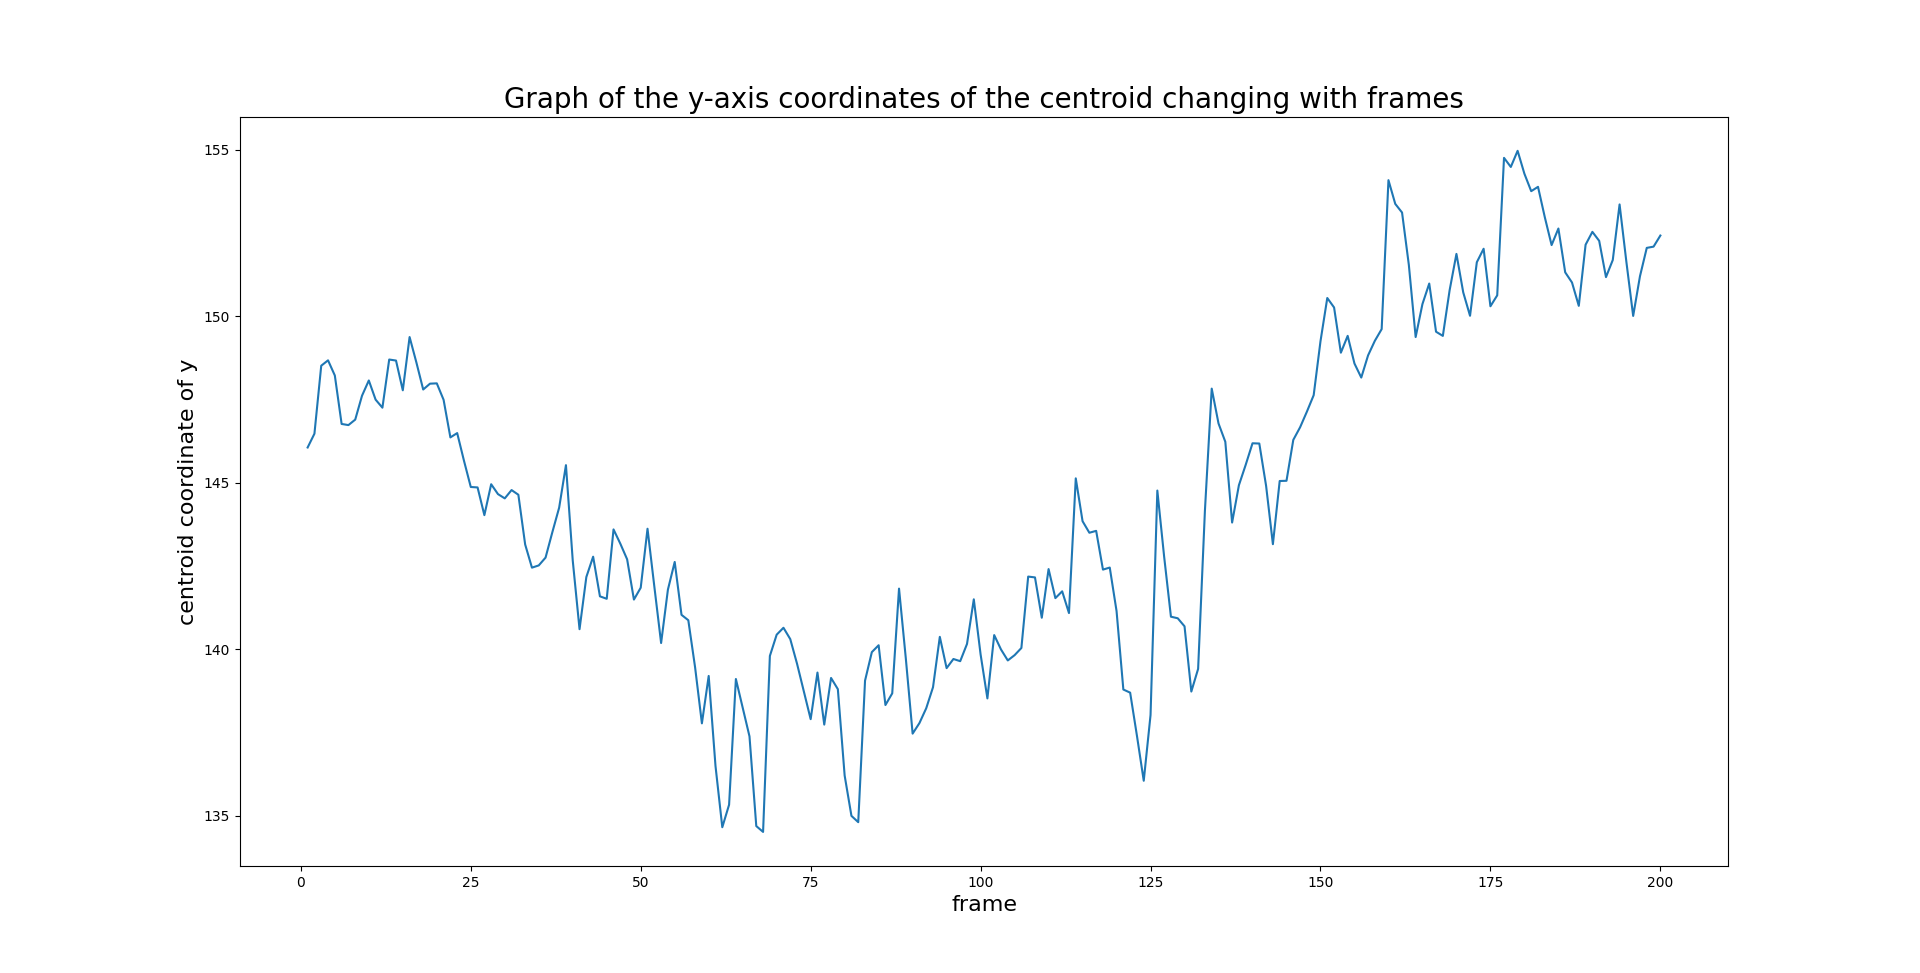 Graph of the y-axis coordinates of the centroid changing with frames
155
150
145
140
135
centroid coordinate of y
0 25 50 75 100 125 150 175 200
frame